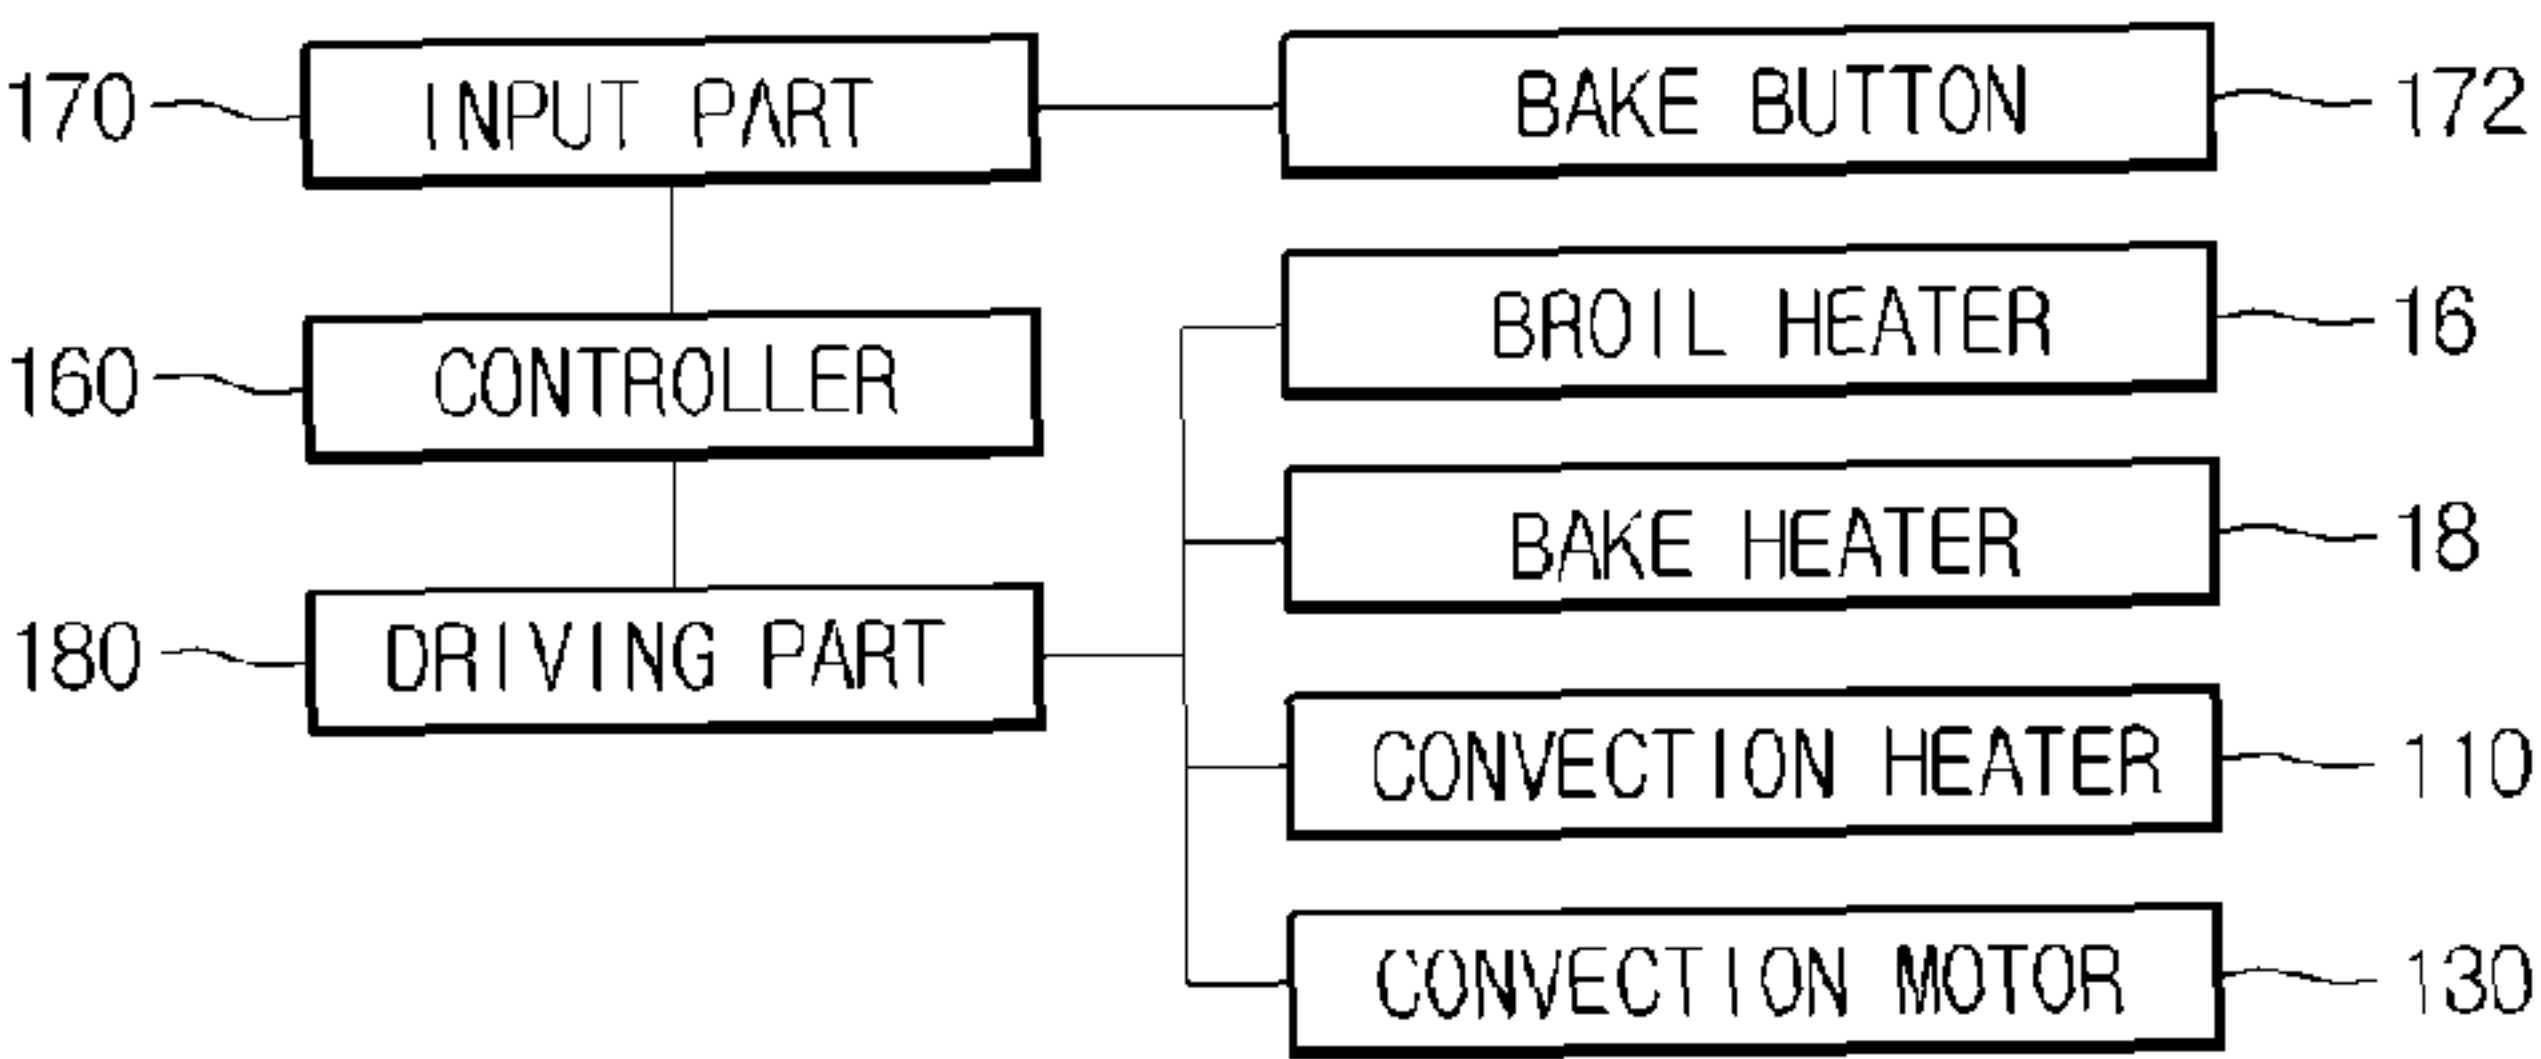 170 INPUT PART BAKE BUTTON 172
BROIL HEATER 16
160 CONTROLLER
BAKE HEATER 18
180 DRIVING PART
CONVECTION HEATER 110
CONVECTION MOTOR 130